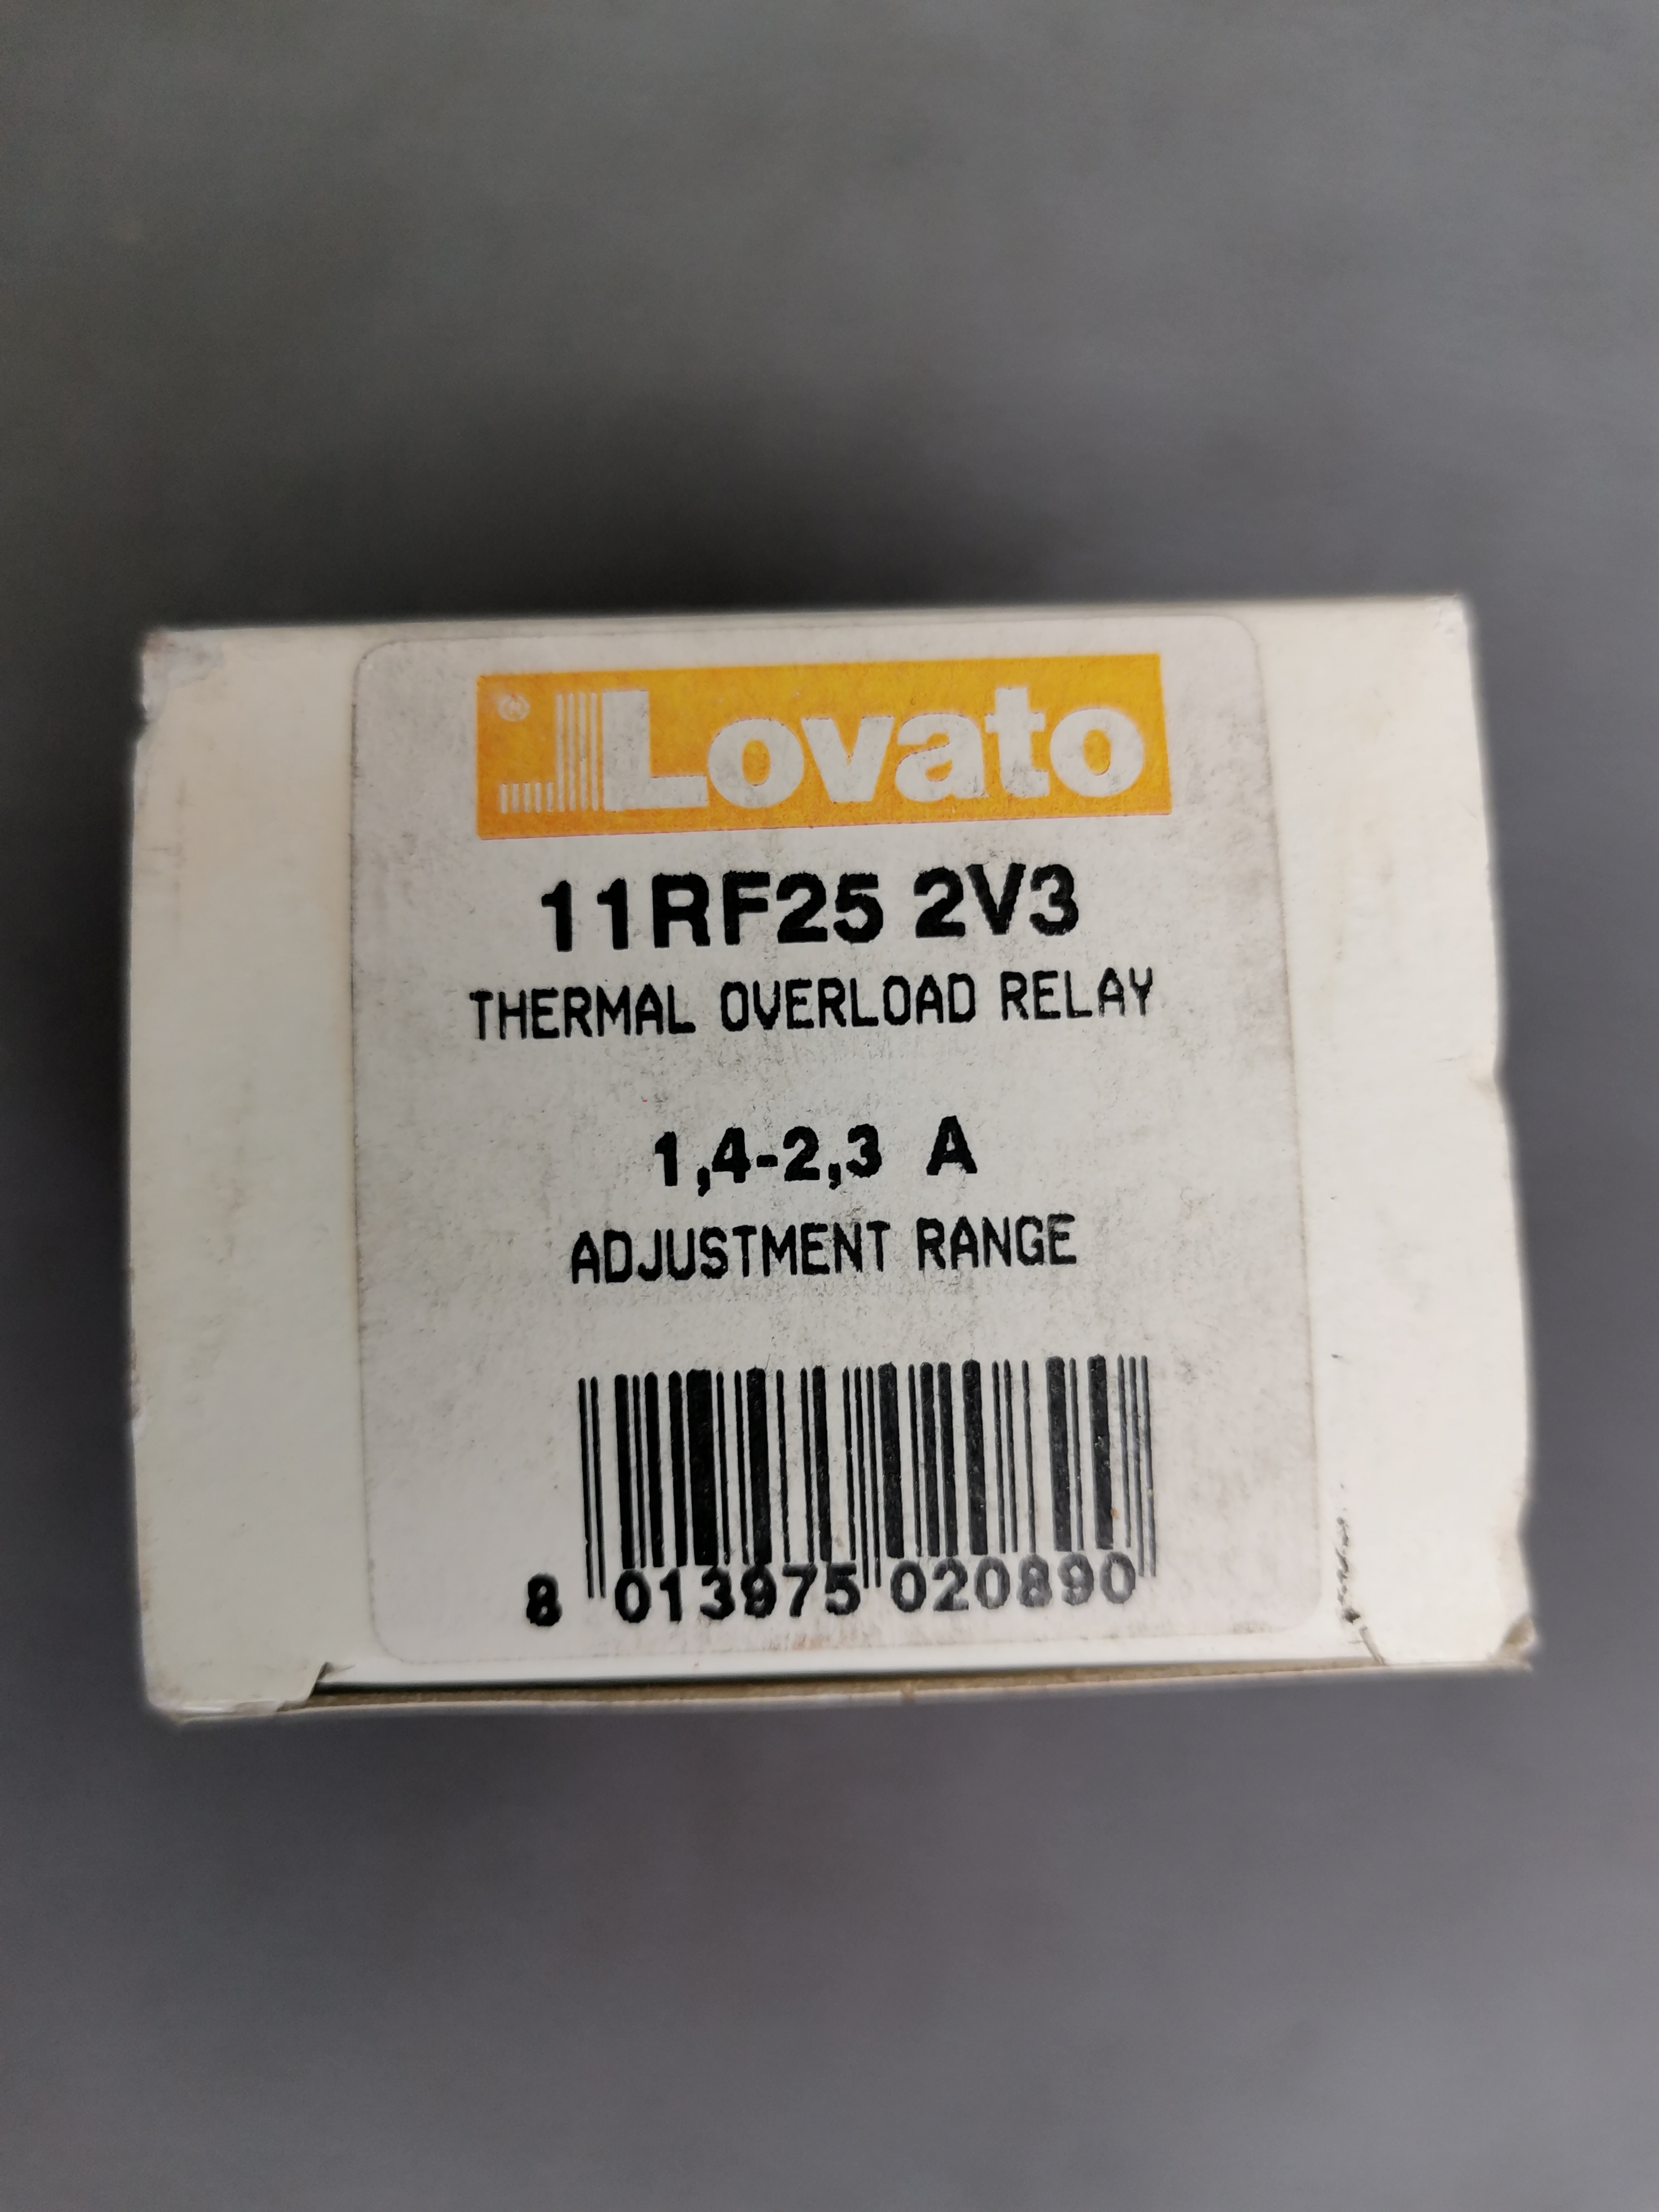 Lovato
11RF25 2V3
THERMAL OVERLOAD RELAY
1,4-2,3 A
ADJUSTMENT RANGE
8 013975 020890